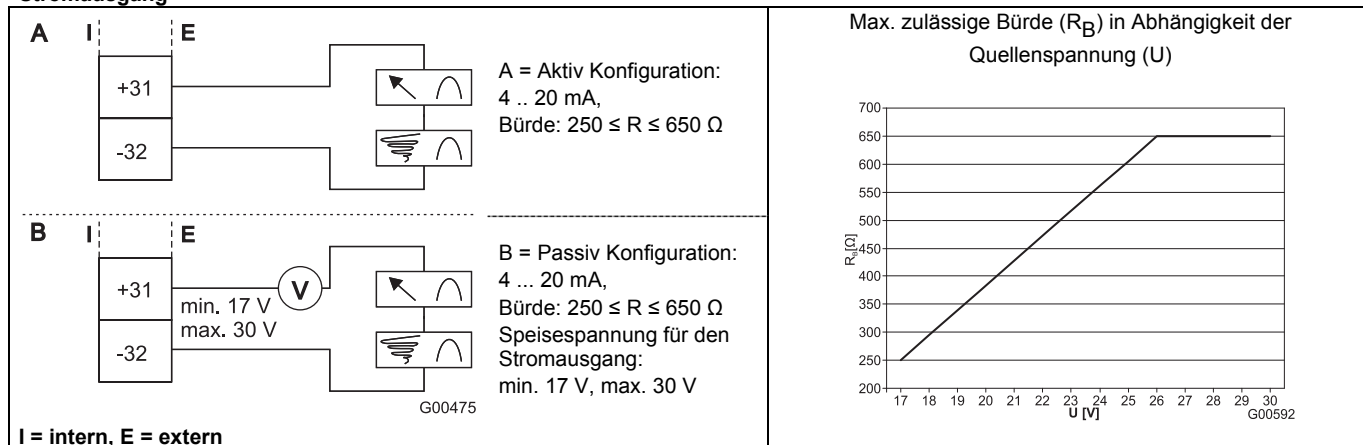 Stromausgang
A
I
E
+31
-32
A = Aktiv Konfiguration:
4 .. 20 mA,
Bürde: 250 ≤ R ≤ 650 Ω
B
I
E
+31
-32
min. 17 V
max. 30 V
V
G00475
B = Passiv Konfiguration:
4 ... 20 mA,
Bürde: 250 ≤ R ≤ 650 Ω
Speisespannung für den
Stromausgang:
min. 17 V, max. 30 V
I = intern, E = extern
Max. zulässige Bürde (RB) in Abhängigkeit der
Quellenspannung (U)
700
650
600
550
500
450
400
350
300
250
200
RB[Ω]
17 18 19 20 21 22 23 24 25 26 27 28 29 30
U [V]
G00592